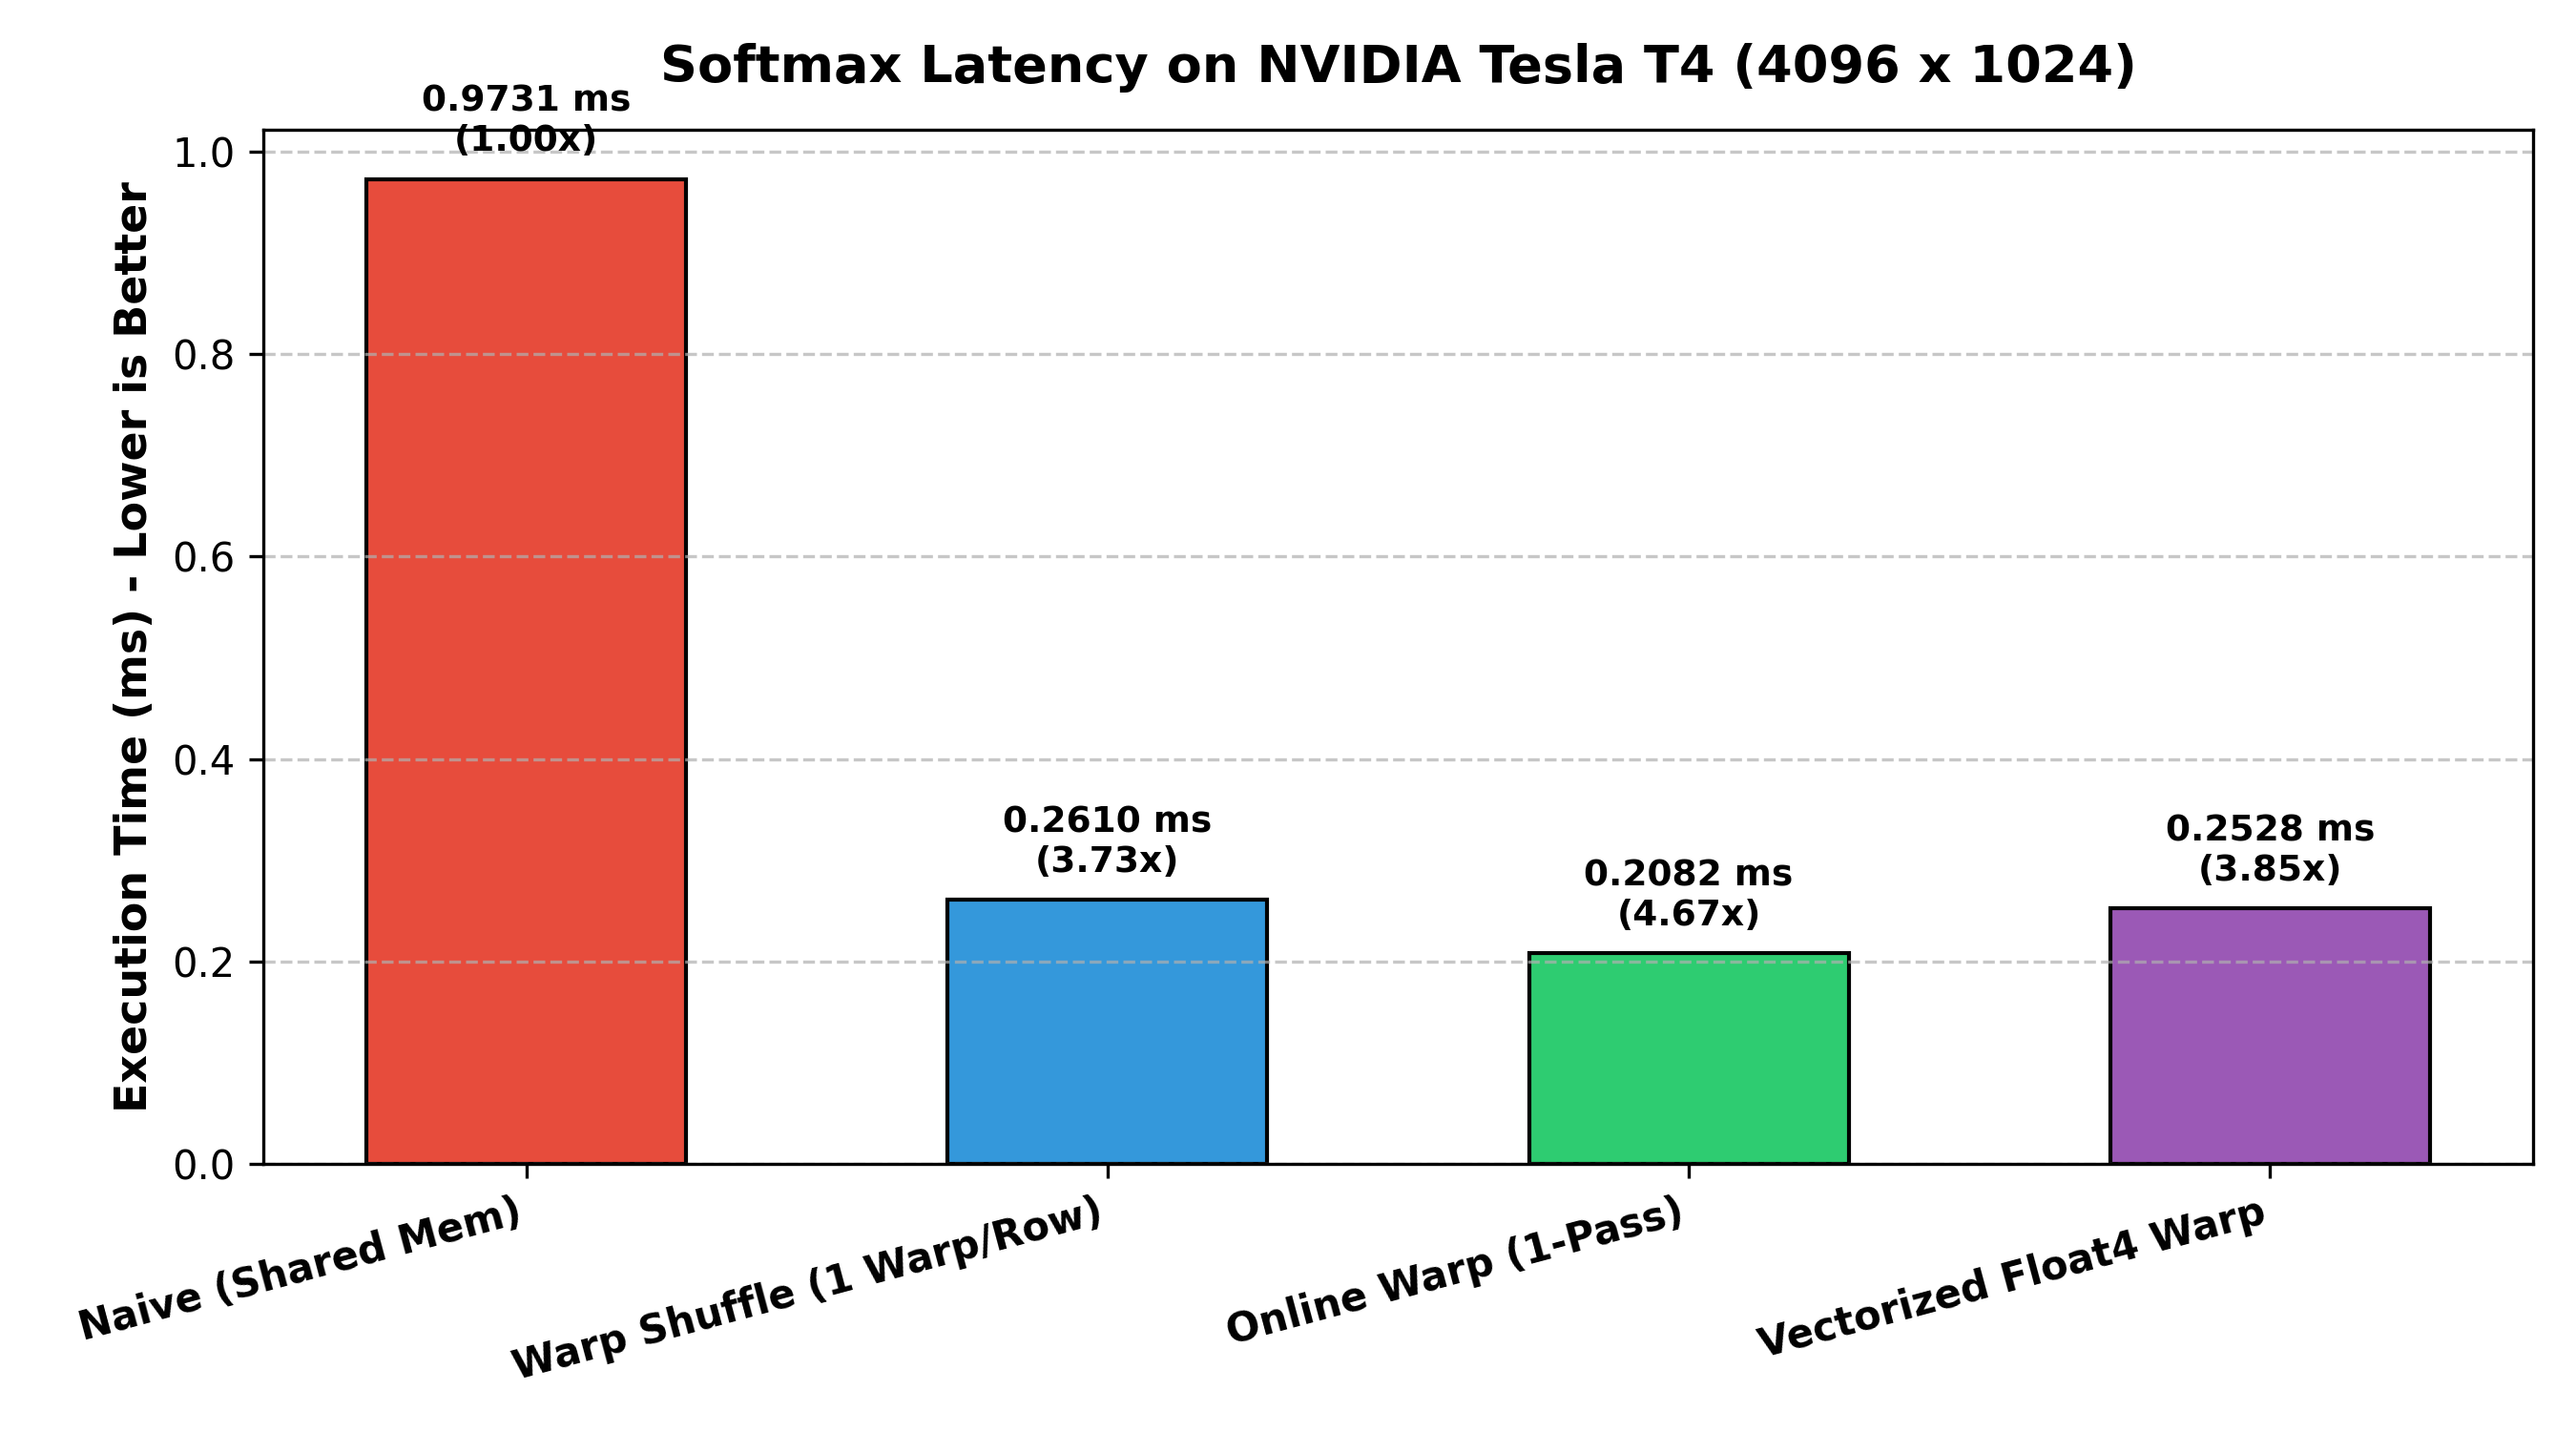 Softmax Latency on NVIDIA Tesla T4 (4096 x 1024)
Execution Time (ms) - Lower is Better
1.0
0.8
0.6
0.4
0.2
0.0
0.9731 ms
(1.00x)
0.2610 ms
(3.73x)
0.2082 ms
(4.67x)
0.2528 ms
(3.85x)
Naive (Shared Mem)
Warp Shuffle (1 Warp/Row)
Online Warp (1-Pass)
Vectorized Float4 Warp